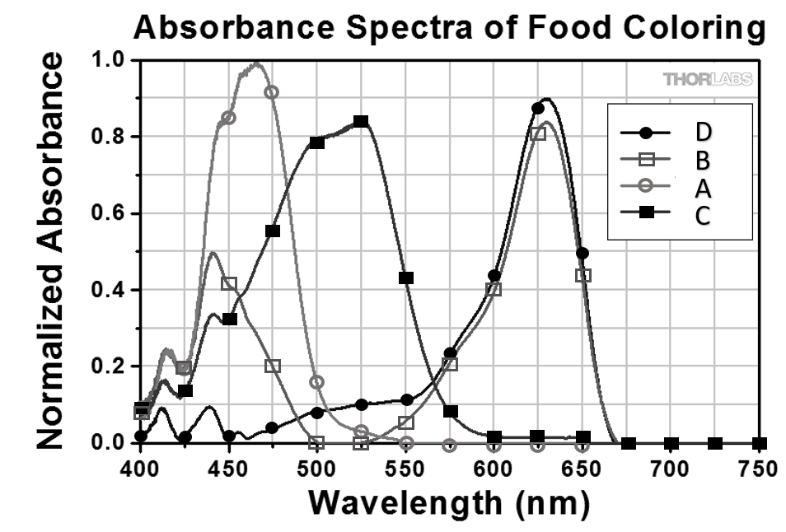 Absorbance Spectra of Food Coloring
Normalized Absorbance
1.0
0.8
0.6
0.4
0.2
0.0
THORLABS
D
B
A
C
400 450 500 550 600 650 700 750
Wavelength (nm)